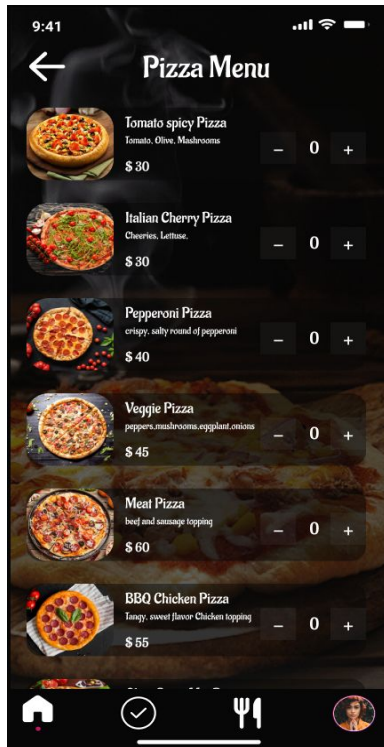 9:41
Pizza Menu
Tomato spicy Pizza
Tomato, Olive, Mashrooms
$ 30
– 0 +
Italian Cherry Pizza
Cheeries, Lettuse,
$ 30
– 0 +
Pepperoni Pizza
crispy, salty round of pepperoni
$ 40
– 0 +
Veggie Pizza
peppers,mushrooms,eggplant,onions
$ 45
– 0 +
Meat Pizza
beef and sausage topping
$ 60
– 0 +
BBQ Chicken Pizza
Tangy, sweet flavor Chicken topping
$ 55
– 0 +